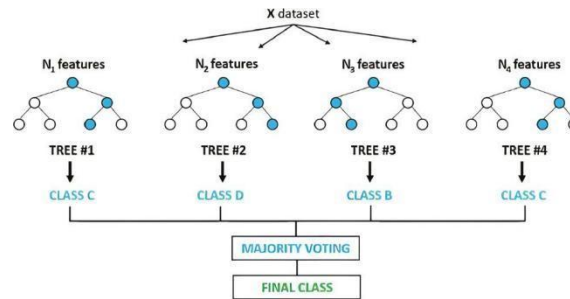 X dataset
N₁ features
N₂ features
N₃ features
N₄ features
TREE #1
TREE #2
TREE #3
TREE #4
CLASS C
CLASS D
CLASS B
CLASS C
MAJORITY VOTING
FINAL CLASS